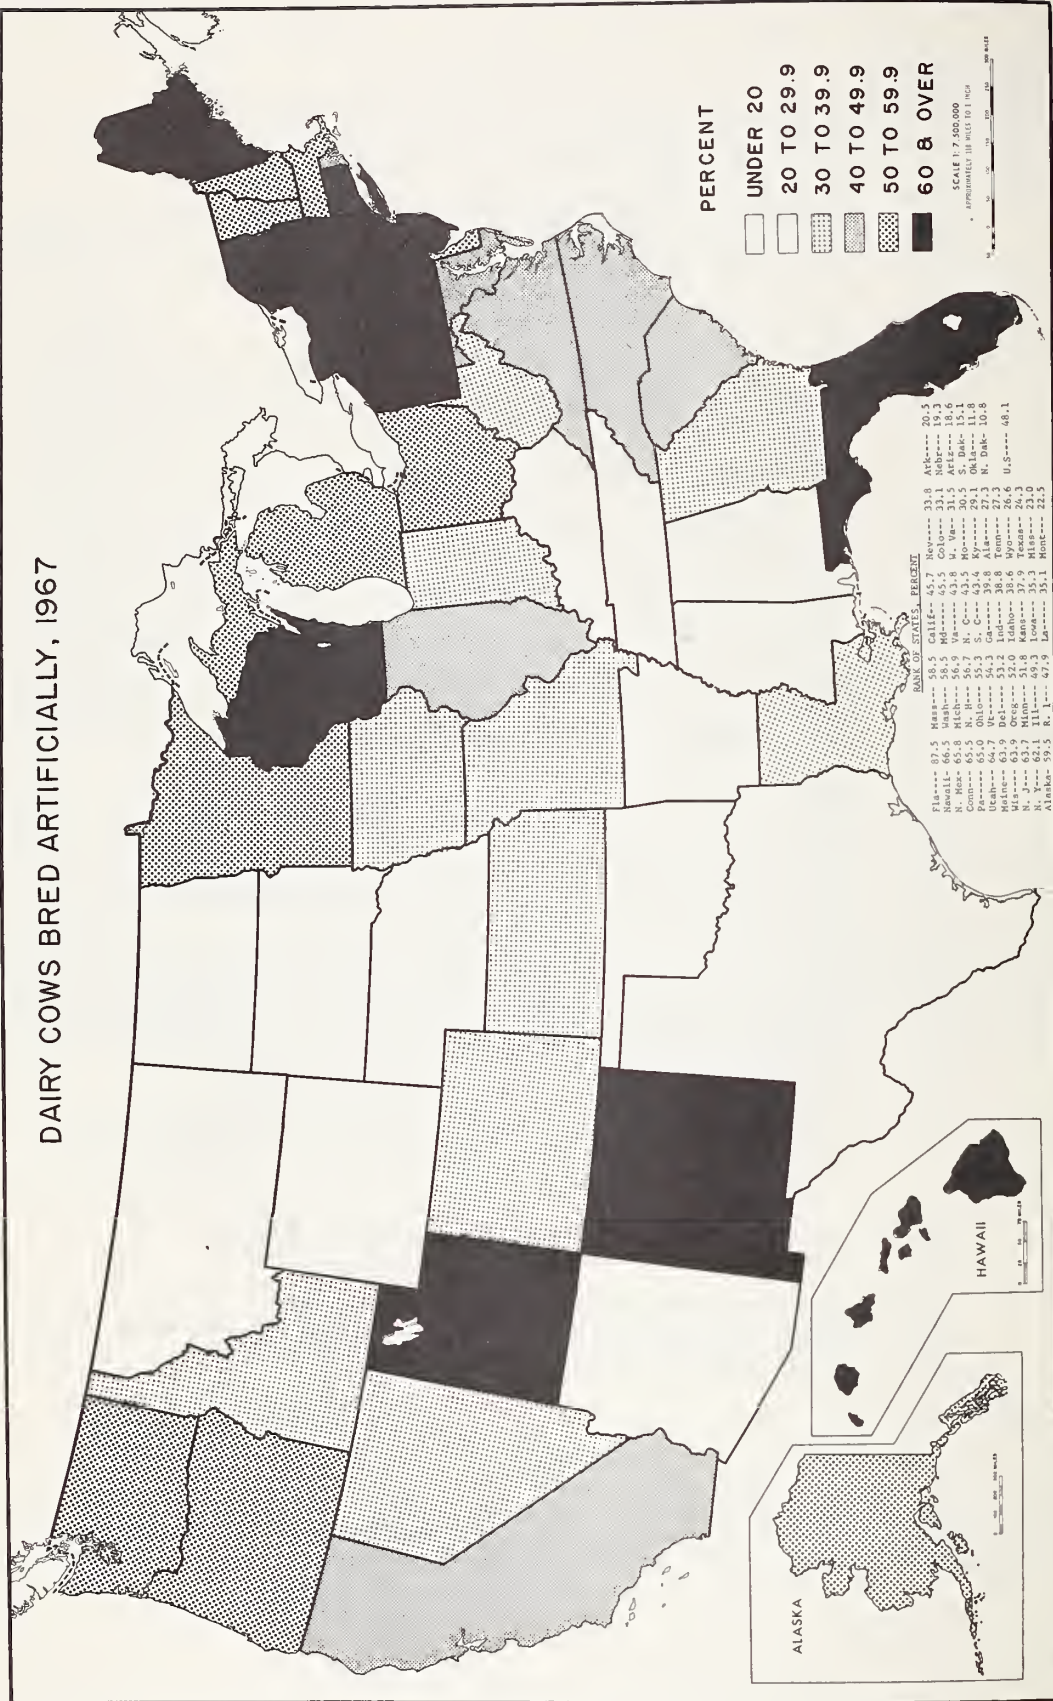 DAIRY COWS BRED ARTIFICIALLY, 1967
PERCENT
UNDER 20
20 TO 29.9
30 TO 39.9
40 TO 49.9
50 TO 59.9
60 & OVER
SCALE 1: 7,500,000
APPROXIMATELY 118 MILES TO 1 INCH
RANK OF STATES, PERCENT
Fla---- 87.5 Mass--- 58.5 Calif-- 45.7 Nev---- 33.8 Ark---- 20.5
Hawaii- 66.5 Wash--- 58.5 Md----- 45.5 Colo--- 33.1 Nebr--- 19.3
N. Mex- 65.8 Mich--- 56.9 Va----- 43.8 W. Va-- 31.5 Ariz--- 18.6
Conn--- 65.5 N. H--- 56.7 N. C--- 43.5 Mo----- 30.5 S. Dak- 15.1
Pa----- 65.0 Ohio--- 55.3 S. C--- 43.4 Ky----- 29.1 Okla--- 11.8
Utah--- 64.7 Vt----- 54.3 Ga----- 39.8 Ala---- 27.3 N. Dak- 10.8
Maine-- 63.9 Del---- 53.2 Ind---- 38.8 Tenn--- 27.3
Wis---- 63.9 Oreg--- 52.0 Idaho-- 38.6 Wyo---- 26.6 U.S---- 48.1
N. J--- 63.7 Minn--- 51.8 Kans--- 37.9 Texas-- 24.3
N. Y--- 62.1 Ill---- 49.3 Iowa--- 35.3 Miss--- 23.0
Alaska- 59.5 R. I--- 47.9 La----- 35.1 Mont--- 22.5
ALASKA
HAWAII